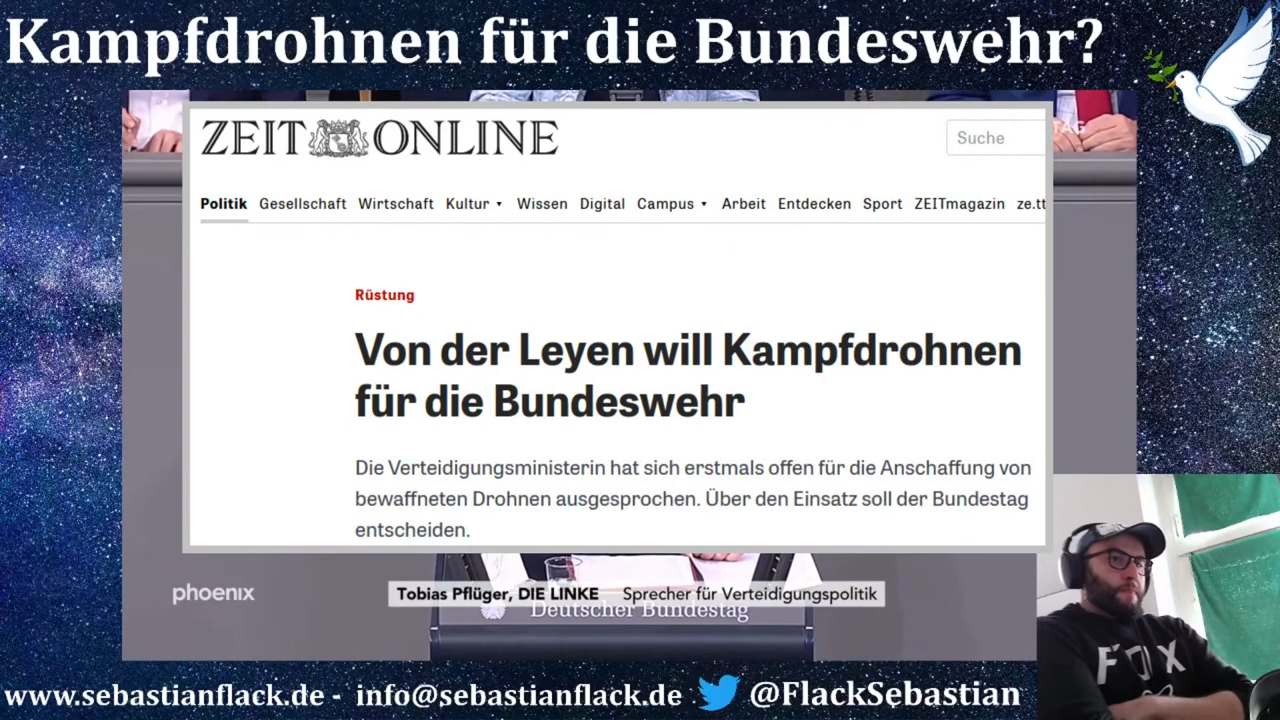 Kampfdrohnen für die Bundeswehr?
ZEIT ONLINE
Suche
TAG
Politik Gesellschaft Wirtschaft Kultur Wissen Digital Campus Arbeit Entdecken Sport ZEITmagazin ze.tt
Rüstung
Von der Leyen will Kampfdrohnen
für die Bundeswehr
Die Verteidigungsministerin hat sich erstmals offen für die Anschaffung von
bewaffneten Drohnen ausgesprochen. Über den Einsatz soll der Bundestag
entscheiden.
phoenix
Tobias Pflüger, DIE LINKE Sprecher für Verteidigungspolitik
Deutscher Bundestag
FOX
www.sebastianflack.de - info@sebastianflack.de @FlackSebastian